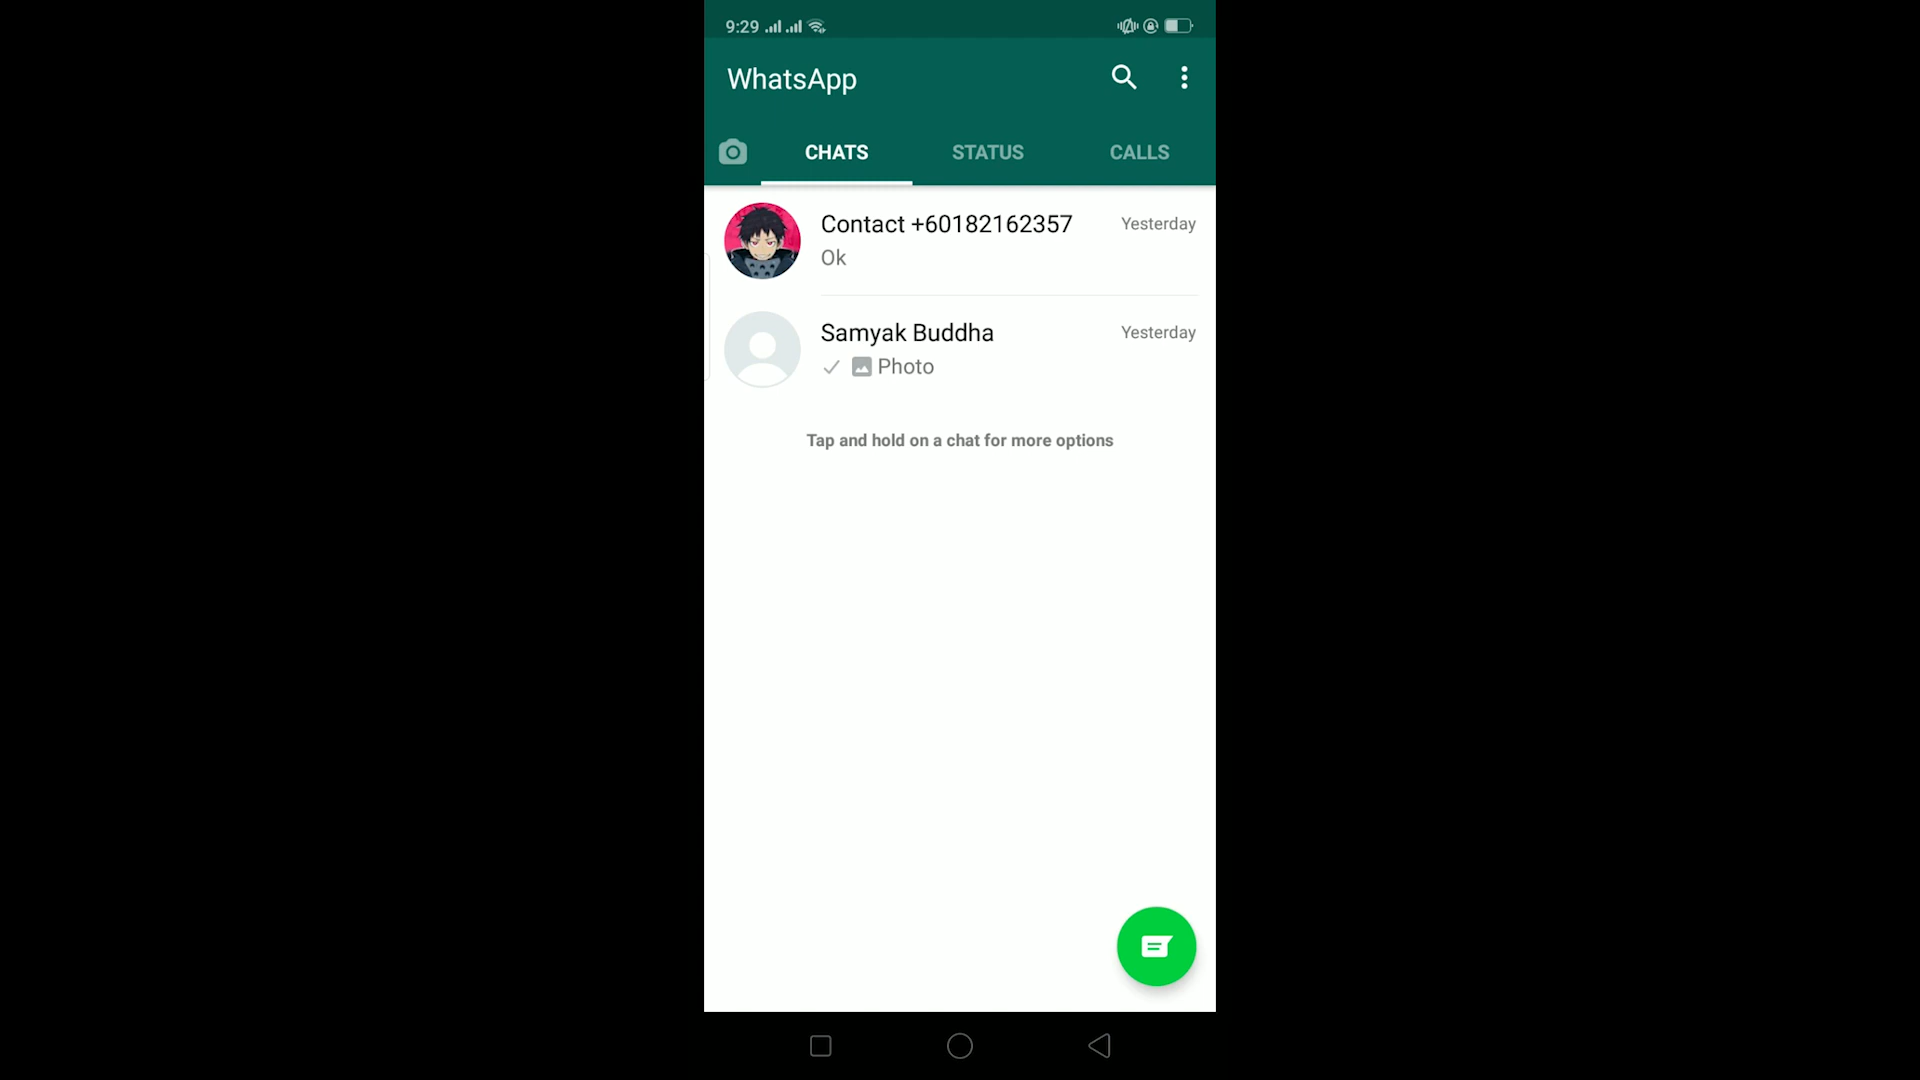 9:29
WhatsApp
CHATS STATUS CALLS
Contact +60182162357 Yesterday
Ok
Samyak Buddha Yesterday
Photo
Tap and hold on a chat for more options